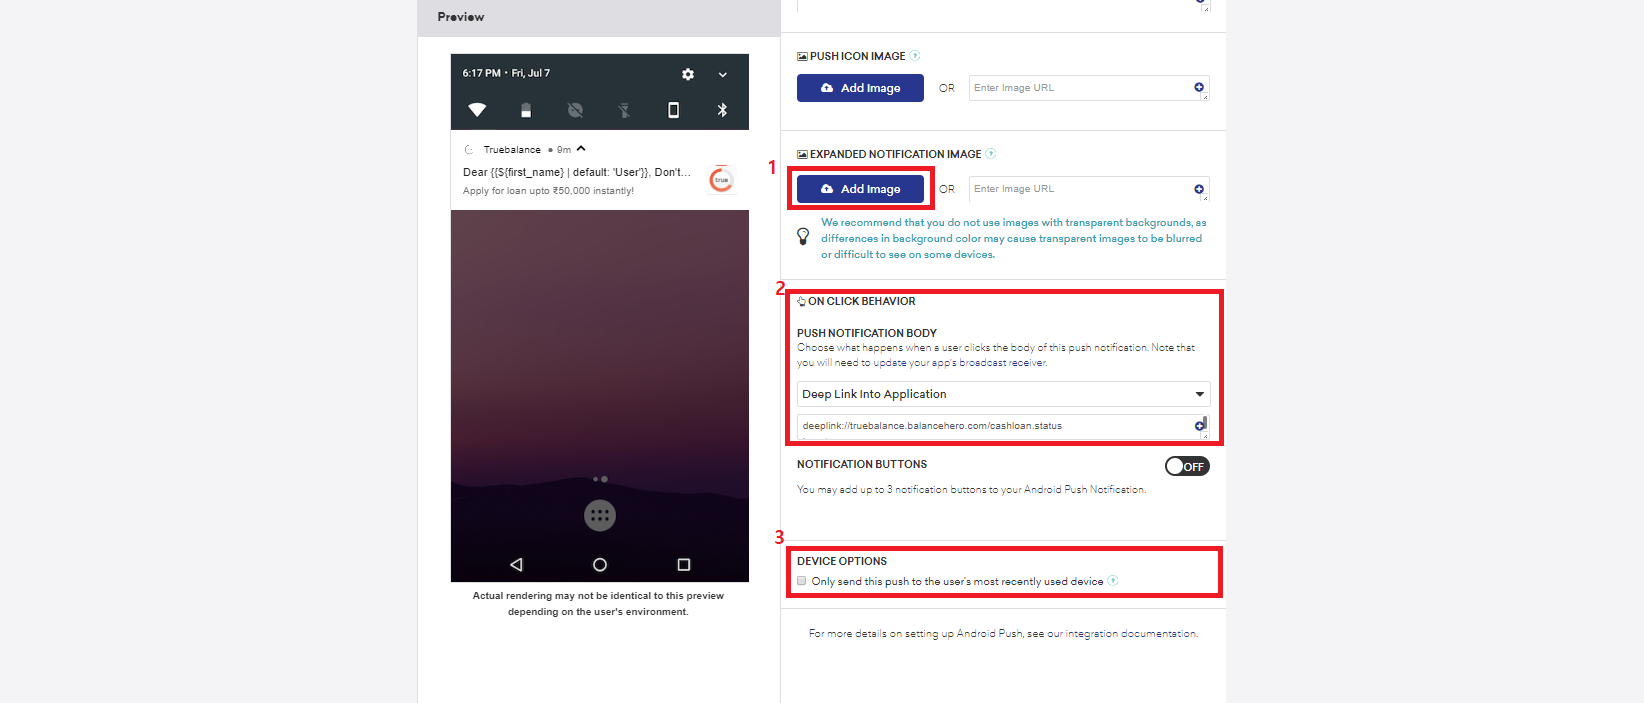 Preview
6:17 PM • Fri, Jul 7
Truebalance • 9m
Dear {{${first_name} | default: 'User'}}, Don't...
Apply for loan upto ₹50,000 instantly!
true
Actual rendering may not be identical to this preview
depending on the user's environment.
PUSH ICON IMAGE ?
Add Image OR Enter Image URL
EXPANDED NOTIFICATION IMAGE ?
1
Add Image OR Enter Image URL
We recommend that you do not use images with transparent backgrounds, as
differences in background color may cause transparent images to be blurred
or difficult to see on some devices.
2
ON CLICK BEHAVIOR
PUSH NOTIFICATION BODY
Choose what happens when a user clicks the body of this push notification. Note that
you will need to update your app's broadcast receiver.
Deep Link Into Application
deeplink://truebalance.balancehero.com/cashloan.status
NOTIFICATION BUTTONS OFF
You may add up to 3 notification buttons to your Android Push Notification.
3
DEVICE OPTIONS
Only send this push to the user's most recently used device ?
For more details on setting up Android Push, see our integration documentation.